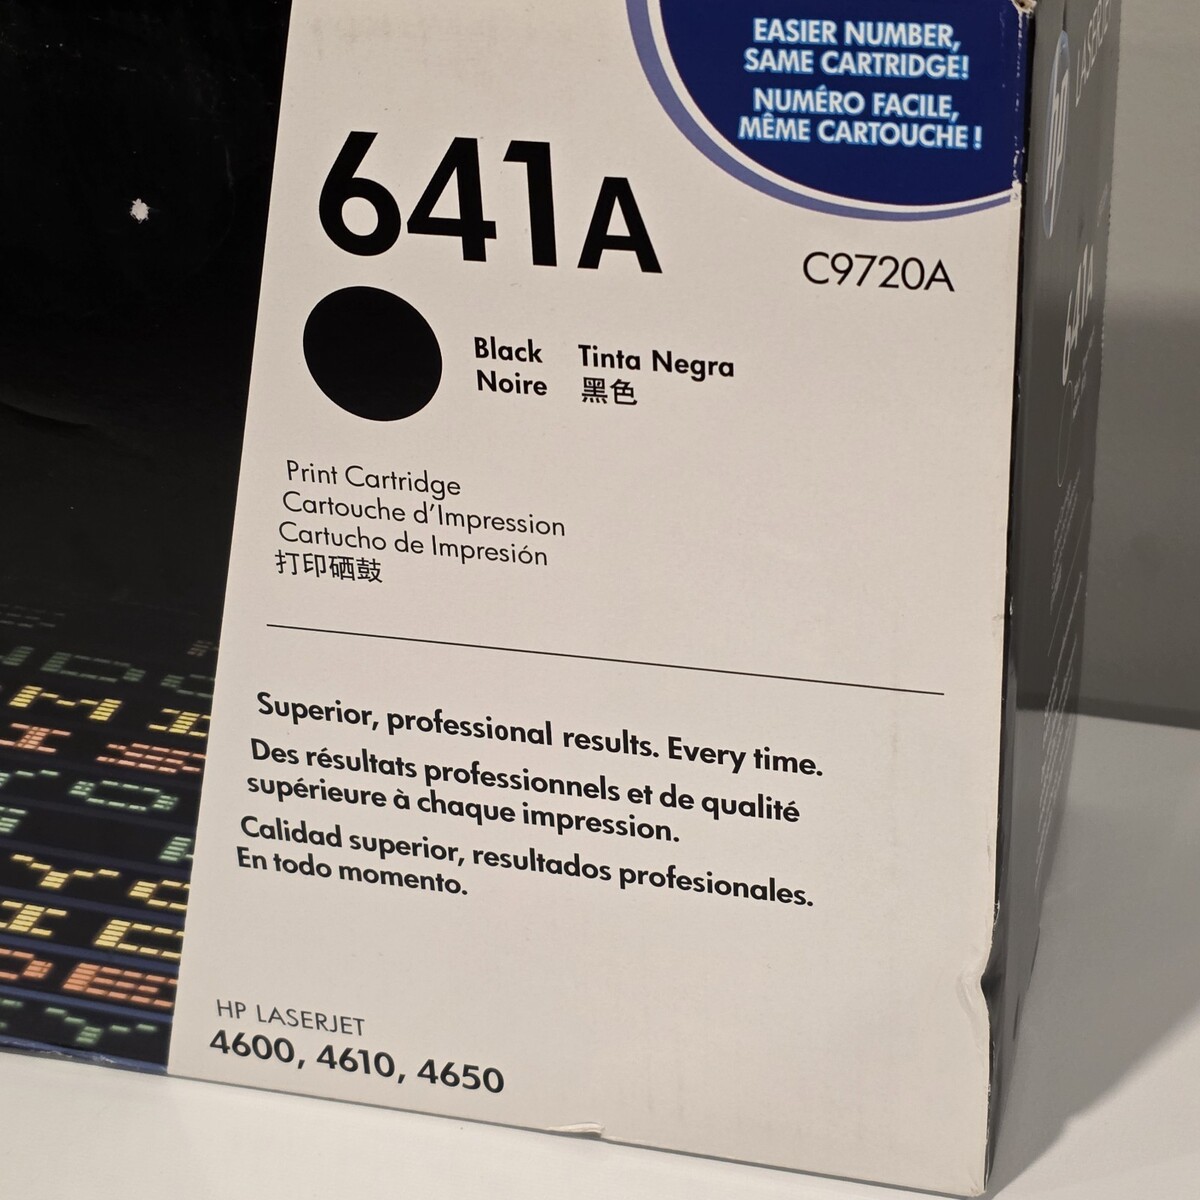 EASIER NUMBER,
SAME CARTRIDGE!
NUMÉRO FACILE,
MÊME CARTOUCHE !
641A
C9720A
Black
Noire
Tinta Negra
黑色
Print Cartridge
Cartouche d'Impression
Cartucho de Impresión
打印硒鼓
Superior, professional results. Every time.
Des résultats professionnels et de qualité
supérieure à chaque impression.
Calidad superior, resultados profesionales.
En todo momento.
HP LASERJET
4600, 4610, 4650
hp
641A